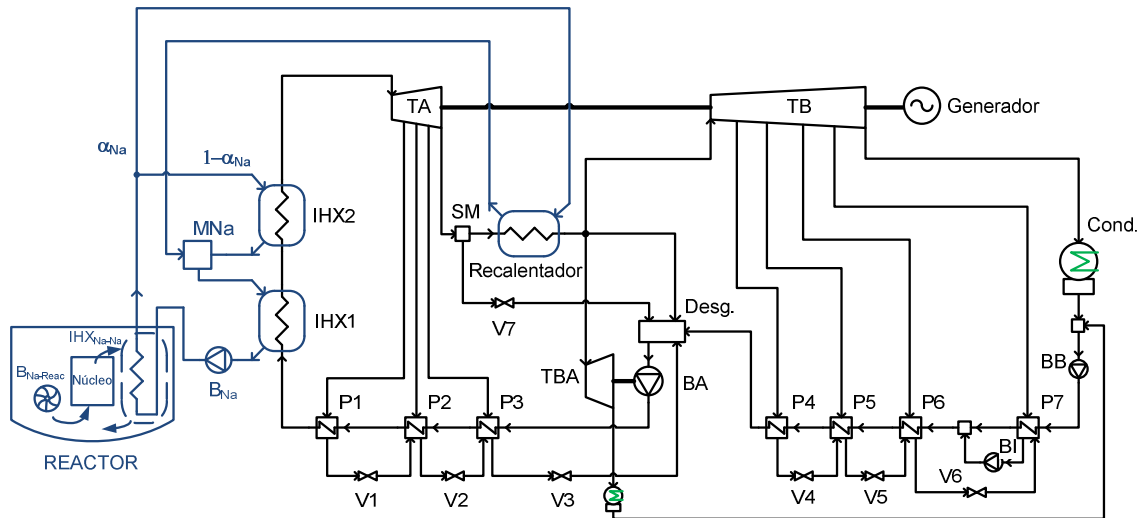 TA
TB
Generador
αNa
1–αNa
SM
IHX2
MNa
Cond.
Recalentador
IHX1
V7
Desg.
IHXNa-Na
BNa-Reac
Núcleo
BNa
TBA
BA
BB
P1
P2
P3
P4
P5
P6
P7
BI
REACTOR
V1
V2
V3
V4
V5
V6